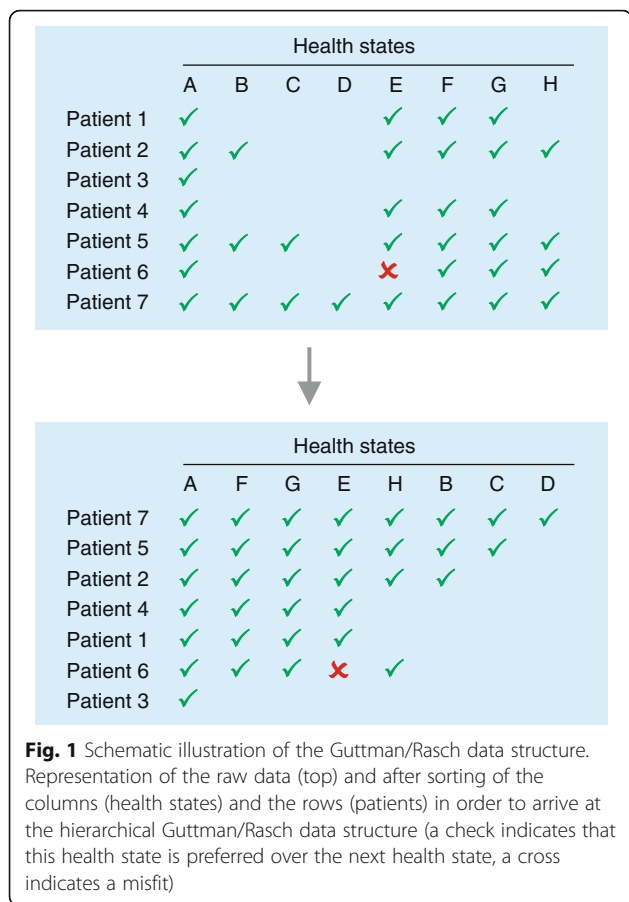 Health states
A B C D E F G H
Patient 1 ✓ ✓ ✓ ✓
Patient 2 ✓ ✓ ✓ ✓ ✓ ✓
Patient 3 ✓
Patient 4 ✓ ✓ ✓ ✓
Patient 5 ✓ ✓ ✓ ✓ ✓ ✓ ✓
Patient 6 ✓ ✗ ✓ ✓ ✓
Patient 7 ✓ ✓ ✓ ✓ ✓ ✓ ✓ ✓
Health states
A F G E H B C D
Patient 7 ✓ ✓ ✓ ✓ ✓ ✓ ✓ ✓
Patient 5 ✓ ✓ ✓ ✓ ✓ ✓ ✓
Patient 2 ✓ ✓ ✓ ✓ ✓ ✓
Patient 4 ✓ ✓ ✓ ✓
Patient 1 ✓ ✓ ✓ ✓
Patient 6 ✓ ✓ ✓ ✗ ✓
Patient 3 ✓
Fig. 1 Schematic illustration of the Guttman/Rasch data structure.
Representation of the raw data (top) and after sorting of the
columns (health states) and the rows (patients) in order to arrive at
the hierarchical Guttman/Rasch data structure (a check indicates that
this health state is preferred over the next health state, a cross
indicates a misfit)